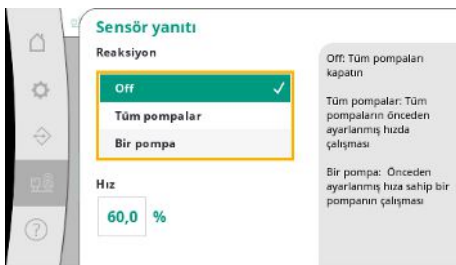 Sensör yanıtı
Reaksiyon
Off
Tüm pompalar
Bir pompa
Hız
60,0 %
Off: Tüm pompaları
kapatın
Tüm pompalar: Tüm
pompaların önceden
ayarlanmış hızda
çalışması
Bir pompa: Önceden
ayarlanmış hıza sahip bir
pompanın çalışması